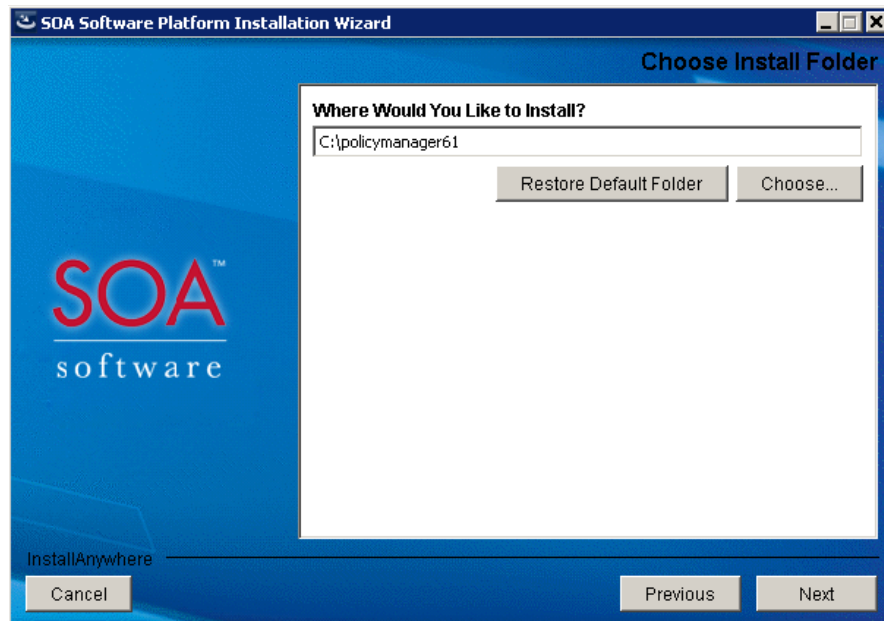 SOA Software Platform Installation Wizard
Choose Install Folder
Where Would You Like to Install?
C:\policymanager61
Restore Default Folder
Choose...
SOA™
software
InstallAnywhere
Cancel
Previous
Next